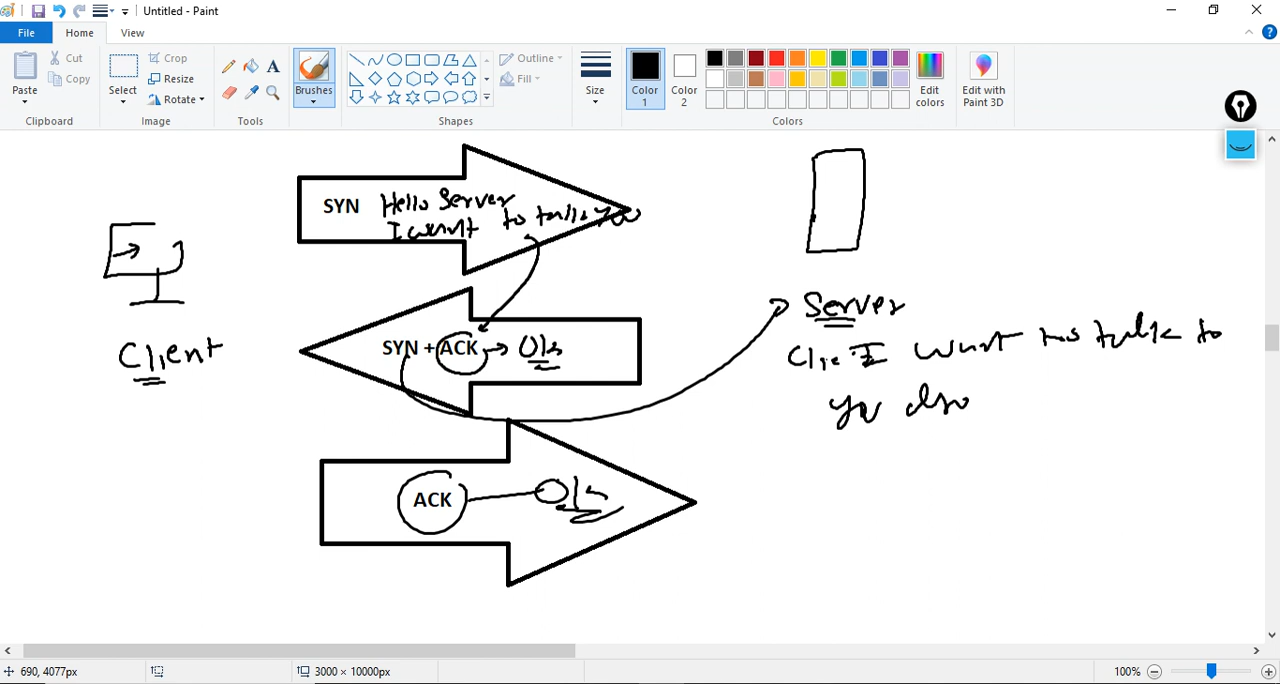 Untitled - Paint
File
Home
View
Paste
Cut
Copy
Clipboard
Select
Crop
Resize
Rotate
Image
Tools
Brushes
Shapes
Outline
Fill
Size
Color 1
Color 2
Colors
Edit colors
Edit with Paint 3D
SYN Hello Server
I want to talk you
SYN + ACK → Ok
ACK Ok
Client
Server
I want to talk to
you also
690, 4077px
3000 × 10000px
100%